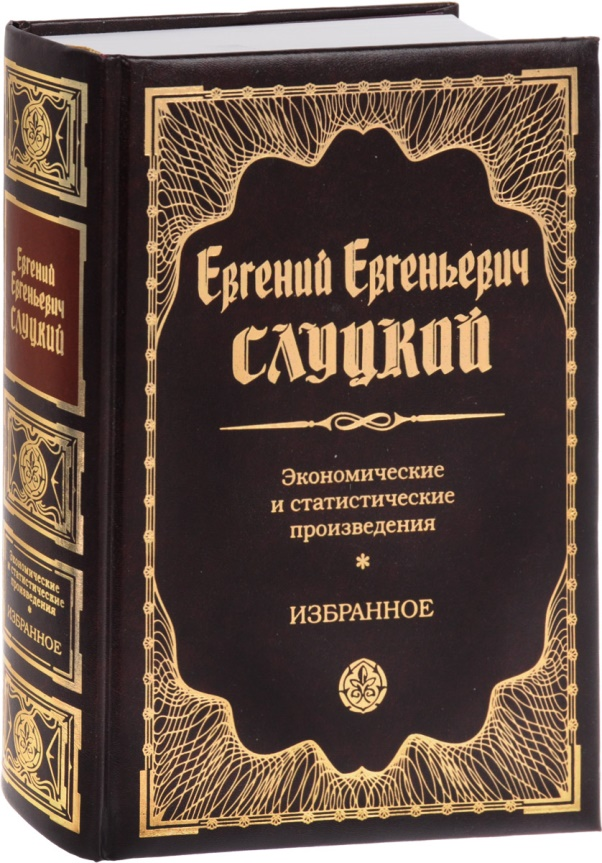 Евгений Евгеньевич
СЛУЦКИЙ
Экономические
и статистические
произведения
*
ИЗБРАННОЕ
Евгений
Евгеньевич
СЛУЦКИЙ
Экономические
и статистические
произведения
*
ИЗБРАННОЕ